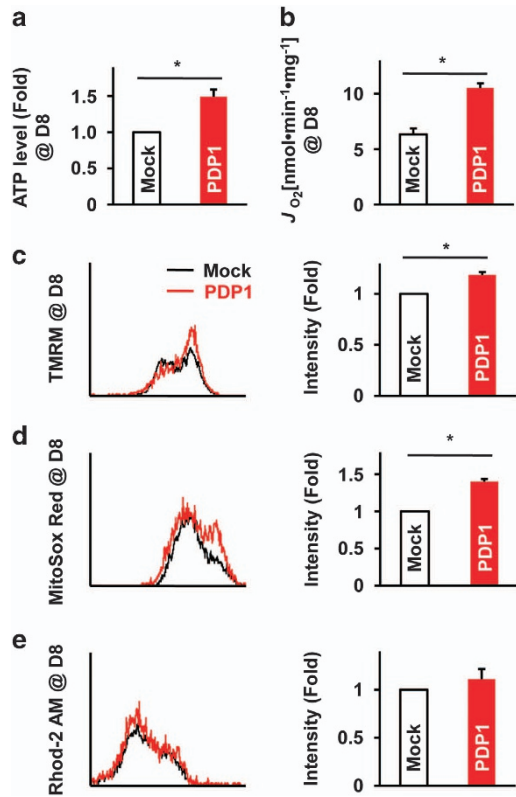 a
ATP level (Fold)
@ D8
1.5
1.0
0.5
0
*
Mock
PDP1
b
J O2[nmol•min-1•mg-1]
@ D8
10
5
0
*
Mock
PDP1
c
TMRM @ D8
Mock
PDP1
Intensity (Fold)
1
0.5
0
*
Mock
PDP1
d
MitoSox Red @ D8
Intensity (Fold)
1.5
1
0.5
0
*
Mock
PDP1
e
Rhod-2 AM @ D8
Intensity (Fold)
1
0.5
0
Mock
PDP1